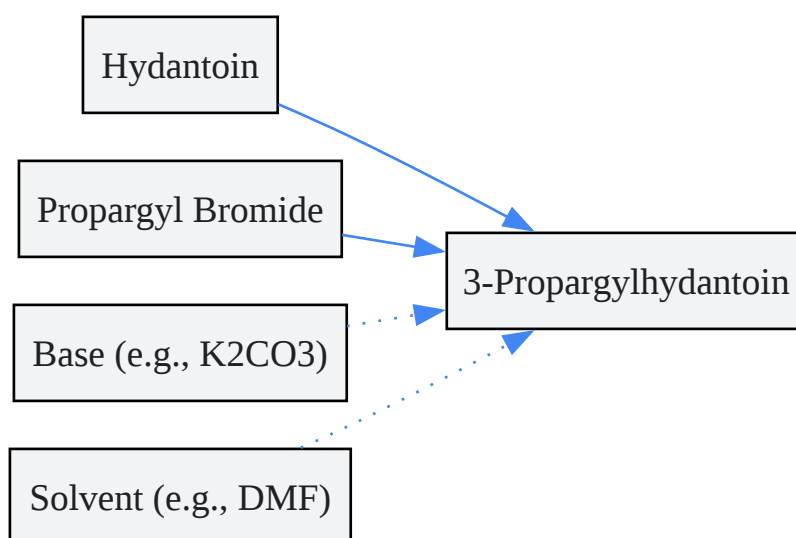 Hydantoin
Propargyl Bromide
3-Propargylhydantoin
Base (e.g., K2CO3)
Solvent (e.g., DMF)